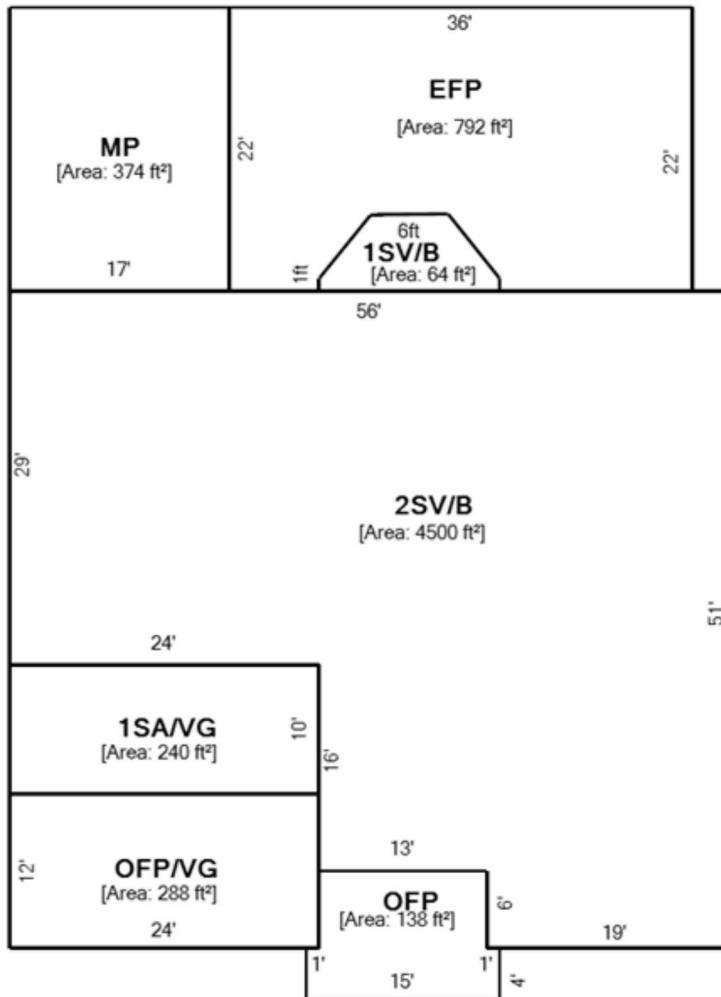 36'
EFP
[Area: 792 ft²]
MP
[Area: 374 ft²]
22'
22'
6ft
1SV/B
[Area: 64 ft²]
1ft
17'
56'
29'
2SV/B
[Area: 4500 ft²]
51'
24'
1SA/VG
[Area: 240 ft²]
10'
16'
13'
12'
OFP/VG
[Area: 288 ft²]
24'
OFP
[Area: 138 ft²]
6'
19'
1'
1'
15'
4'